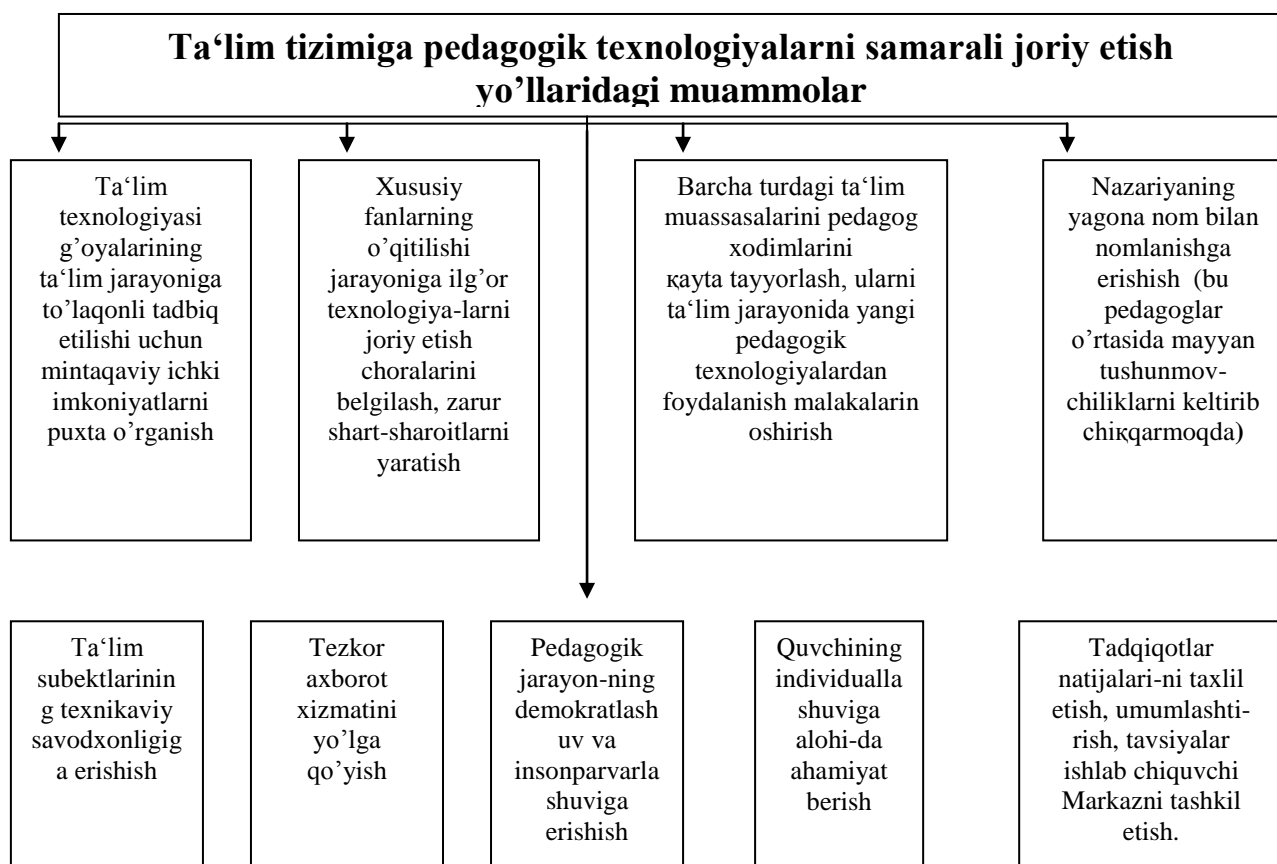 Ta‘lim tizimiga pedagogik texnologiyalarni samarali joriy etish
yo’llaridagi muammolar
Ta‘lim
texnologiyasi
g’oyalarining
ta‘lim jarayoniga
to’laqonli tadbiq
etilishi uchun
mintaqaviy ichki
imkoniyatlarni
puxta o’rganish
Xususiy
fanlarning
o’qitilishi
jarayoniga ilg’or
texnologiya-larni
joriy etish
choralarini
belgilash, zarur
shart-sharoitlarni
yaratish
Barcha turdagi ta‘lim
muassasalarini pedagog
xodimlarini
қayta tayyorlash, ularni
ta‘lim jarayonida yangi
pedagogik
texnologiyalardan
foydalanish malakalarin
oshirish
Nazariyaning
yagona nom bilan
nomlanishga
erishish (bu
pedagoglar
o’rtasida mayyan
tushunmov-
chiliklarni keltirib
chiқqarmoqda)
Ta‘lim
subektlarinin
g texnikaviy
savodxonligig
a erishish
Tezkor
axborot
xizmatini
yo’lga
qo’yish
Pedagogik
jarayon-ning
demokratlash
uv va
insonparvarla
shuviga
erishish
Quvchining
individualla
shuviga
alohi-da
ahamiyat
berish
Tadqiqotlar
natijalari-ni taxlil
etish, umumlashti-
rish, tavsiyalar
ishlab chiquvchi
Markazni tashkil
etish.